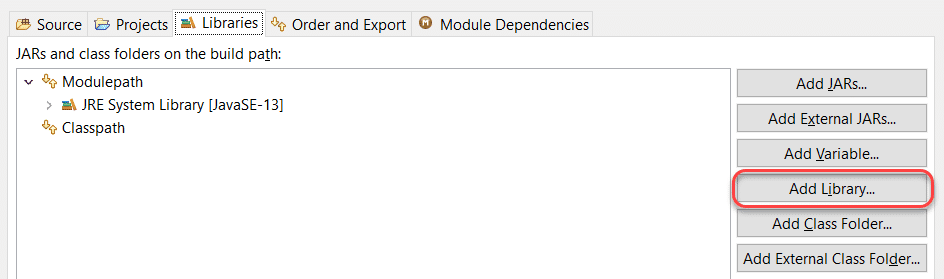 Source Projects Libraries Order and Export M Module Dependencies
JARs and class folders on the build path:
Modulepath
JRE System Library [JavaSE-13]
Classpath
Add JARs...
Add External JARs...
Add Variable...
Add Library...
Add Class Folder...
Add External Class Folder...